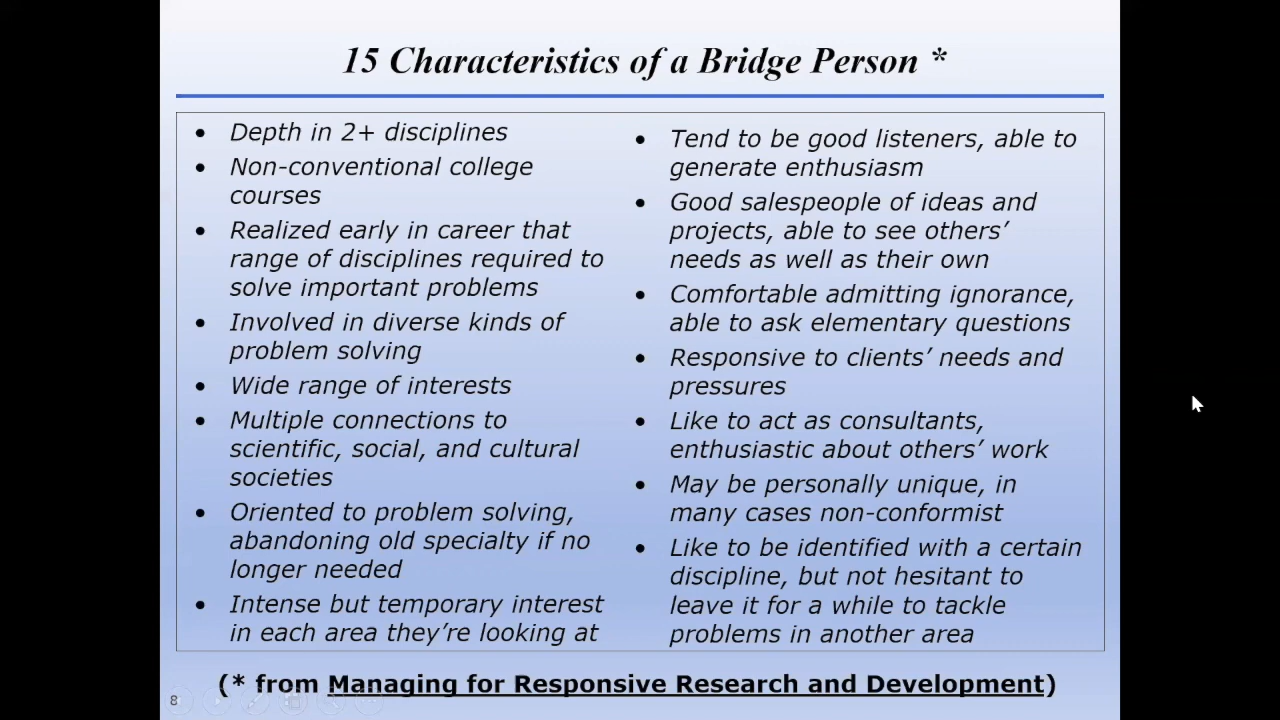 15 Characteristics of a Bridge Person *
• Depth in 2+ disciplines
• Non-conventional college
courses
• Realized early in career that
range of disciplines required to
solve important problems
• Involved in diverse kinds of
problem solving
• Wide range of interests
• Multiple connections to
scientific, social, and cultural
societies
• Oriented to problem solving,
abandoning old specialty if no
longer needed
• Intense but temporary interest
in each area they're looking at
• Tend to be good listeners, able to
generate enthusiasm
• Good salespeople of ideas and
projects, able to see others’
needs as well as their own
• Comfortable admitting ignorance,
able to ask elementary questions
• Responsive to clients’ needs and
pressures
• Like to act as consultants,
enthusiastic about others’ work
• May be personally unique, in
many cases non-conformist
• Like to be identified with a certain
discipline, but not hesitant to
leave it for a while to tackle
problems in another area
(* from Managing for Responsive Research and Development)
8